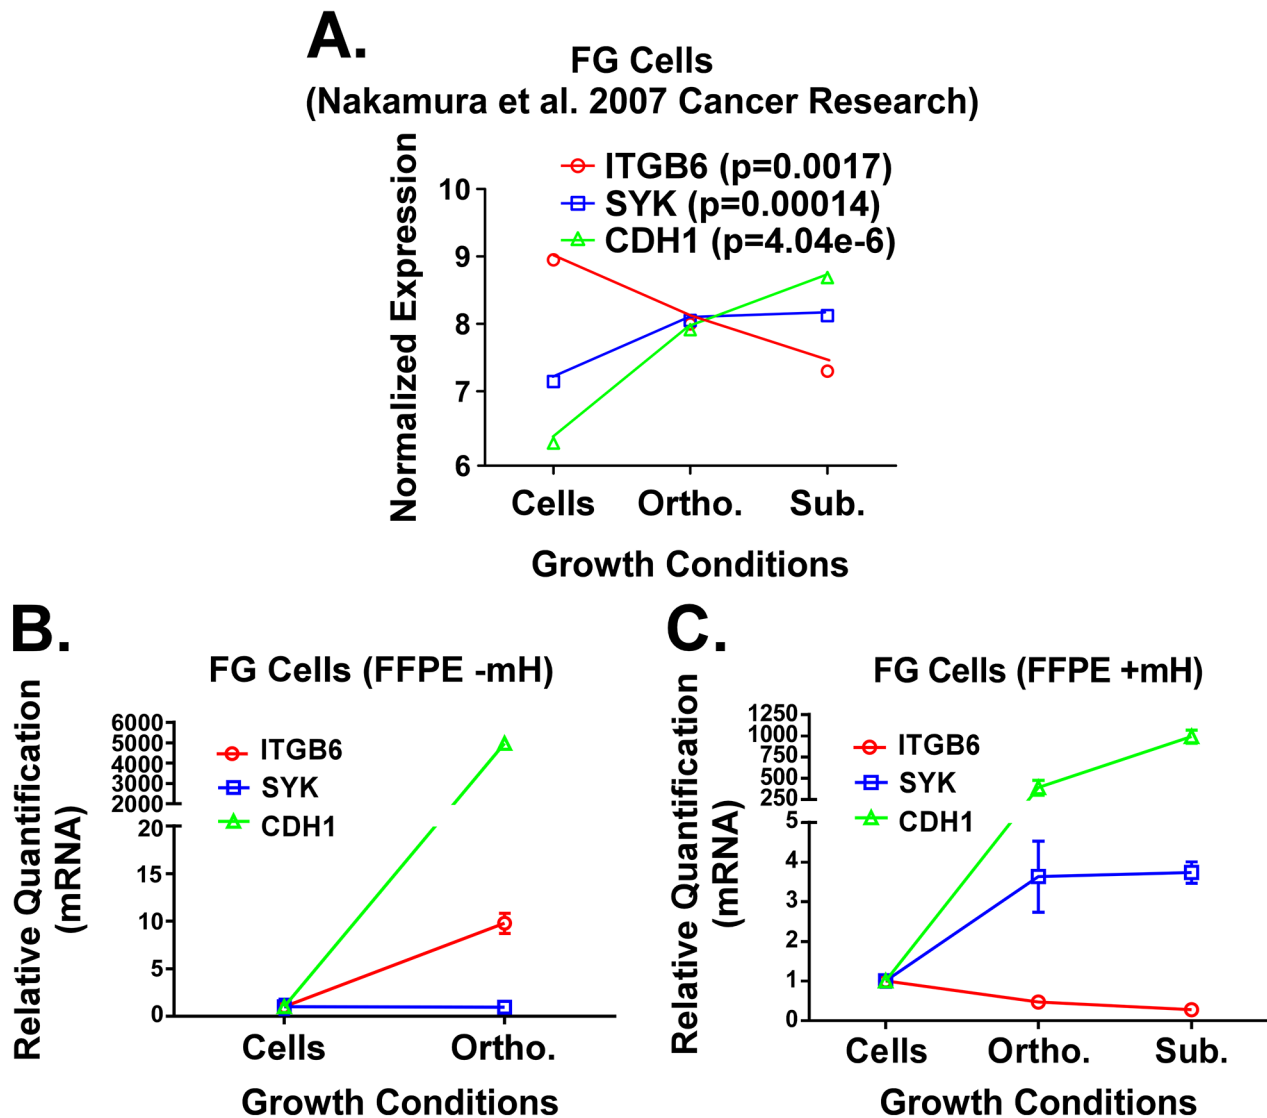 A.
FG Cells
(Nakamura et al. 2007 Cancer Research)
ITGB6 (p=0.0017)
SYK (p=0.00014)
CDH1 (p=4.04e-6)
Normalized Expression
10
9
8
7
6
Cells Ortho. Sub.
Growth Conditions
B.
FG Cells (FFPE -mH)
ITGB6
SYK
CDH1
Relative Quantification
(mRNA)
6000
5000
4000
3000
2000
20
15
10
5
0
Cells Ortho.
Growth Conditions
C.
FG Cells (FFPE +mH)
ITGB6
SYK
CDH1
Relative Quantification
(mRNA)
1250
1000
750
500
250
5
4
3
2
1
0
Cells Ortho. Sub.
Growth Conditions